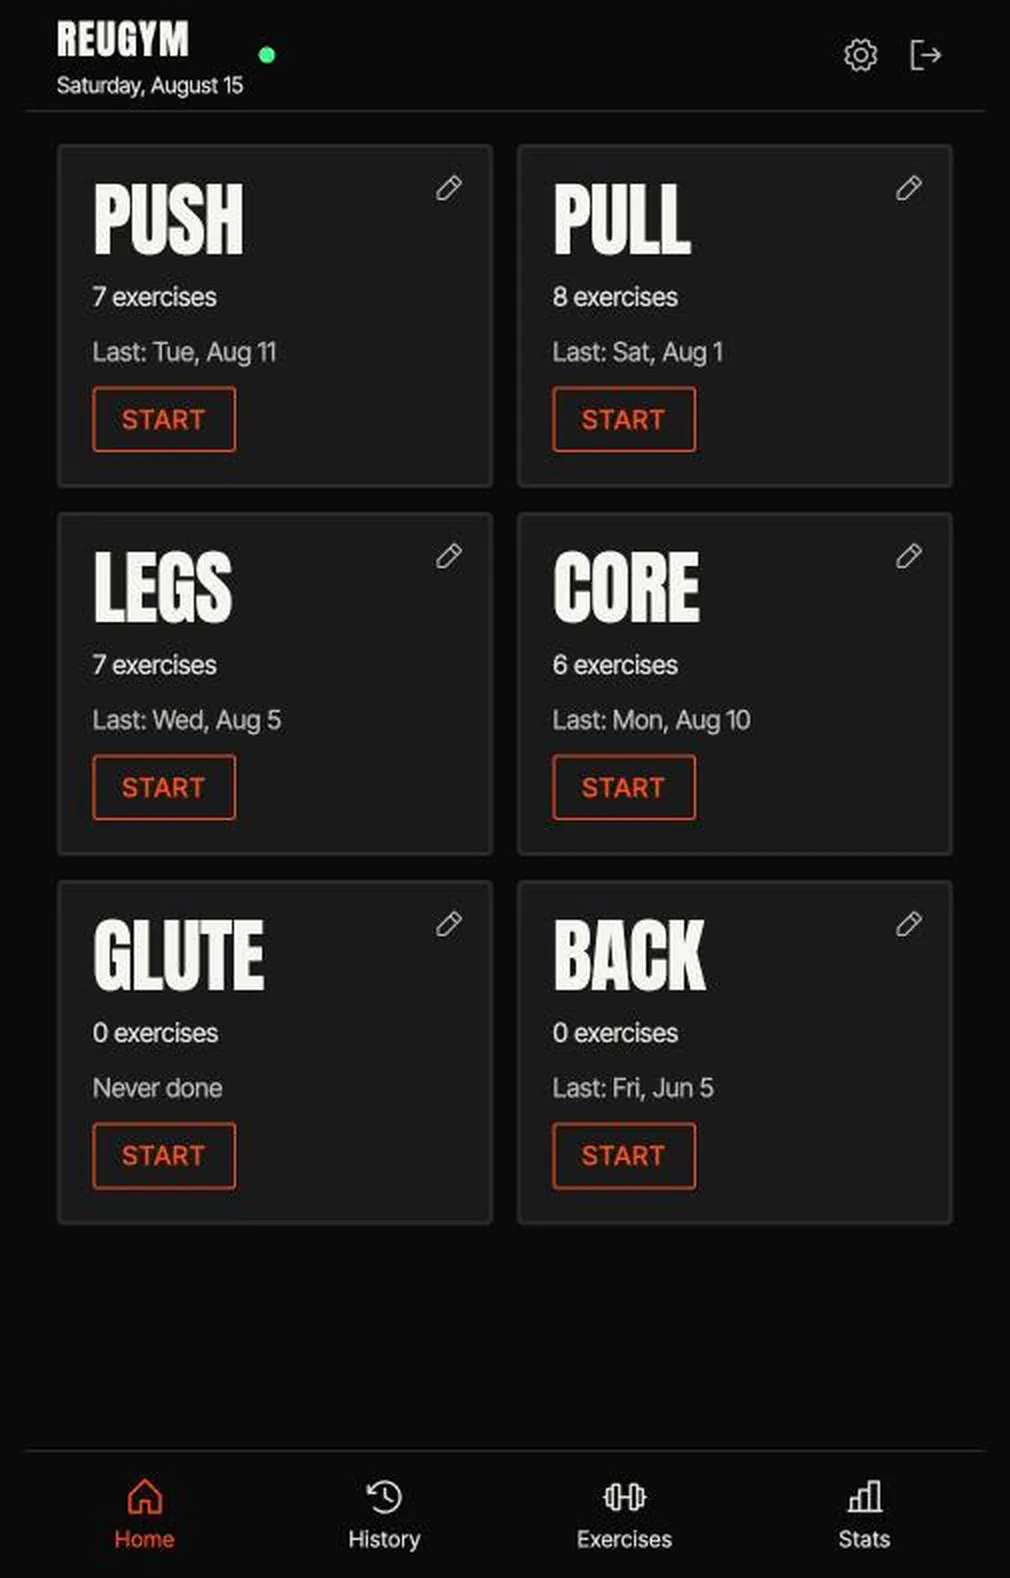 REUGYM
Saturday, August 15
PUSH
7 exercises
Last: Tue, Aug 11
START
PULL
8 exercises
Last: Sat, Aug 1
START
LEGS
7 exercises
Last: Wed, Aug 5
START
CORE
6 exercises
Last: Mon, Aug 10
START
GLUTE
0 exercises
Never done
START
BACK
0 exercises
Last: Fri, Jun 5
START
Home
History
Exercises
Stats